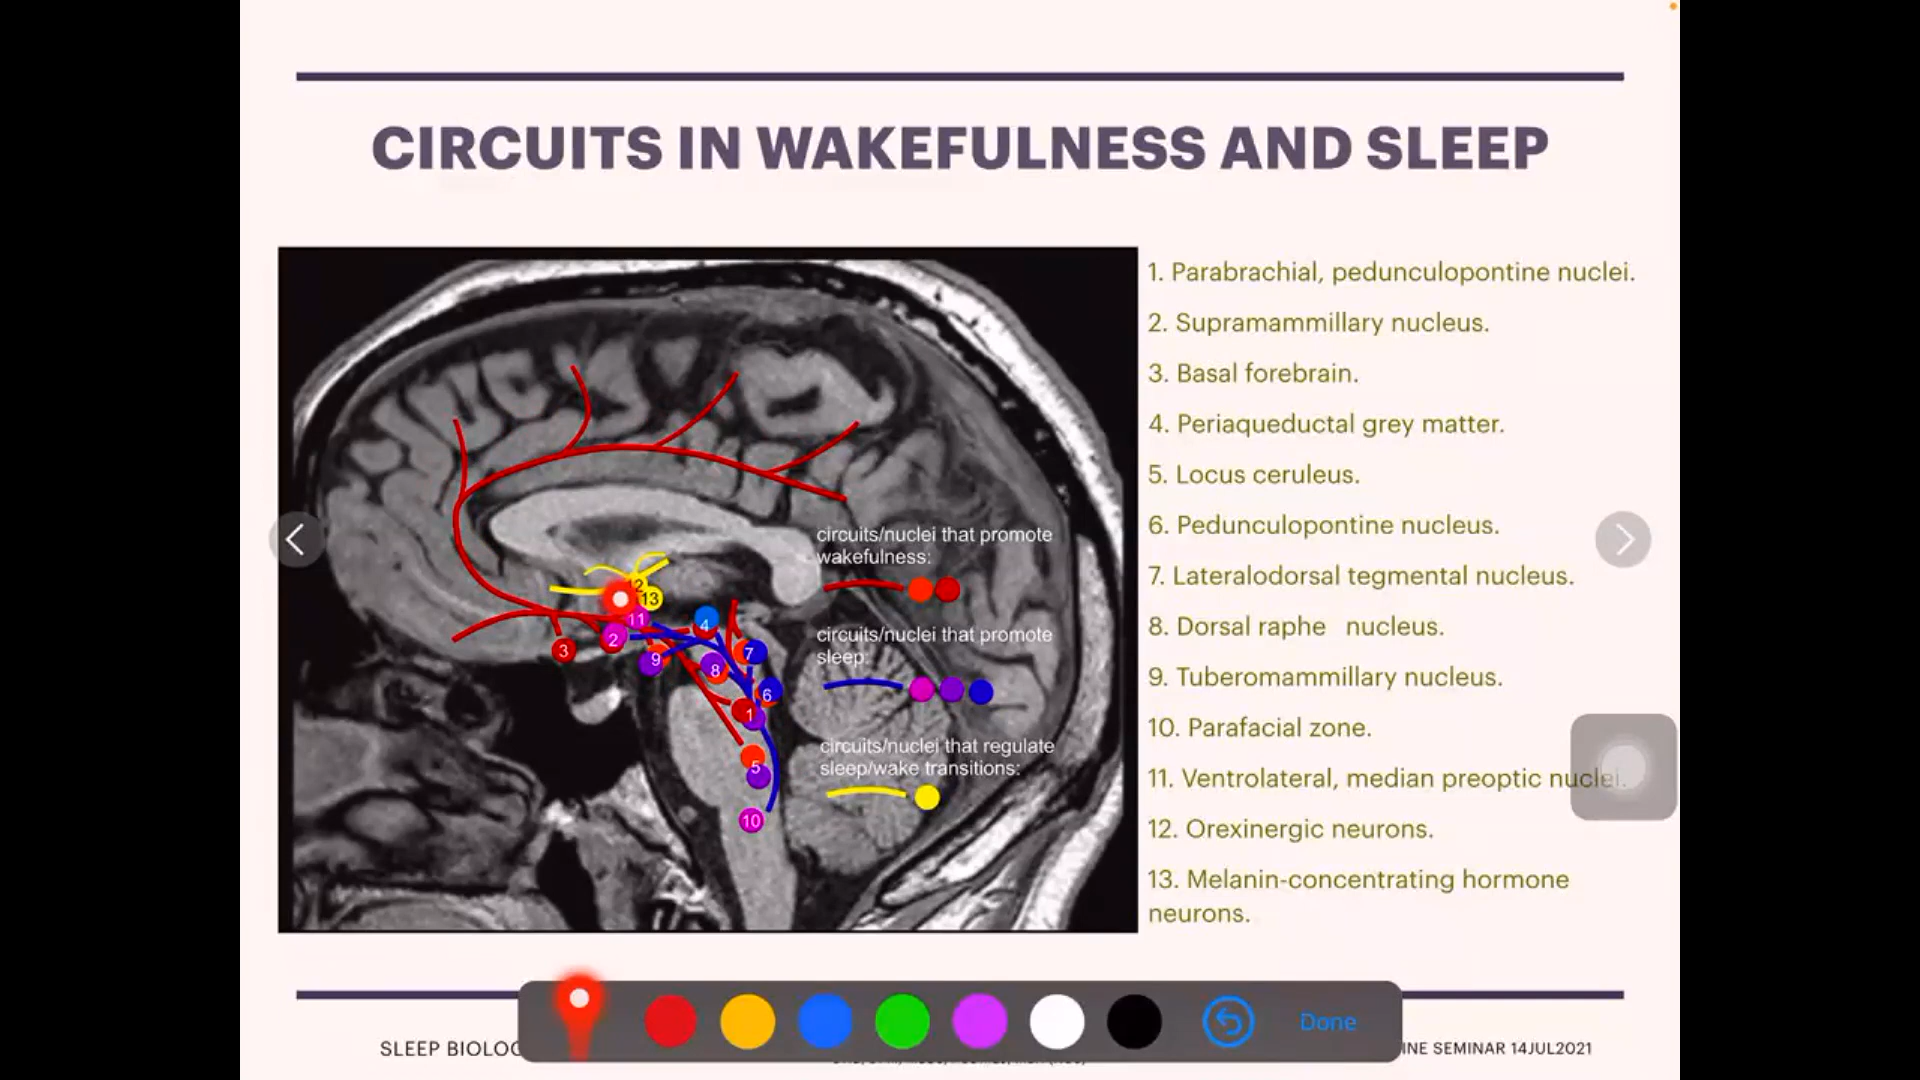 CIRCUITS IN WAKEFULNESS AND SLEEP
1. Parabrachial, pedunculopontine nuclei.
2. Supramammillary nucleus.
3. Basal forebrain.
4. Periaqueductal grey matter.
5. Locus ceruleus.
6. Pedunculopontine nucleus.
7. Lateralodorsal tegmental nucleus.
8. Dorsal raphe nucleus.
9. Tuberomammillary nucleus.
10. Parafacial zone.
11. Ventrolateral, median preoptic nuclei.
12. Orexinergic neurons.
13. Melanin-concentrating hormone
neurons.
circuits/nuclei that promote
wakefulness:
circuits/nuclei that promote
sleep:
circuits/nuclei that regulate
sleep/wake transitions:
12
13
11
2
3
4
9
8
7
6
1
5
10
Done
SLEEP BIOLO
INE SEMINAR 14JUL2021